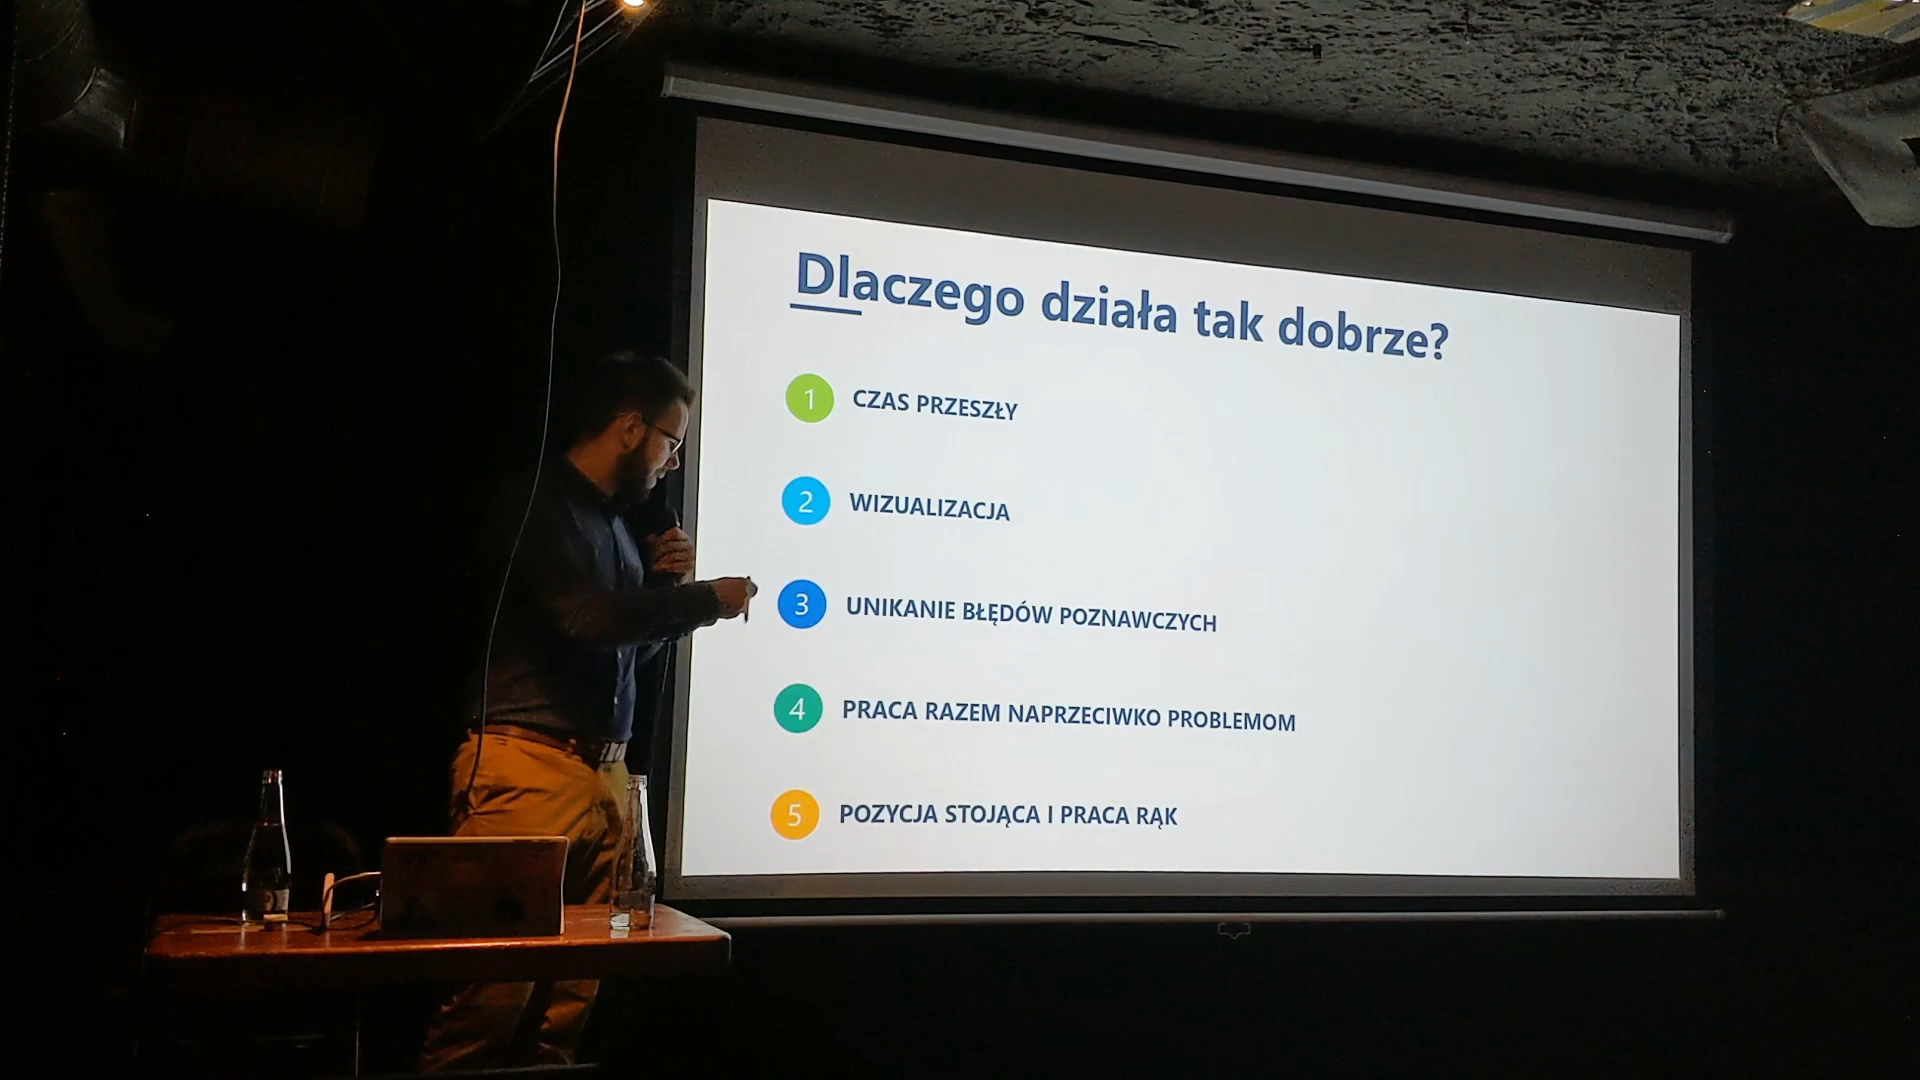 Dlaczego działa tak dobrze?
1 CZAS PRZESZŁY
2 WIZUALIZACJA
3 UNIKANIE BŁĘDÓW POZNAWCZYCH
4 PRACA RAZEM NAPRZECIWKO PROBLEMOM
5 POZYCJA STOJĄCA I PRACA RĄK